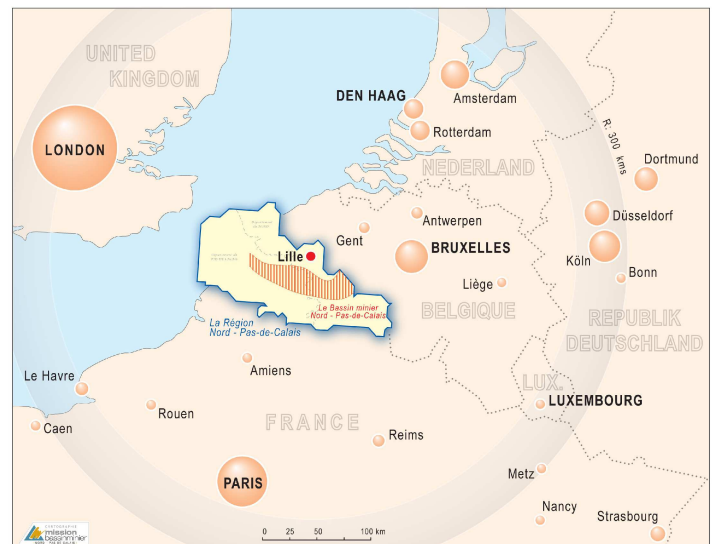 UNITED
KINGDOM
DEN HAAG
Amsterdam
LONDON
Rotterdam
R: 300 kms
Dortmund
NEDERLAND
Antwerpen
Düsseldorf
Gent
BRUXELLES
Lille
Köln
Bonn
Liège
Le Bassin minier
Nord - Pas-de-Calais
La Région
Nord - Pas-de-Calais
BELGIQUE
REPUBLIK
DEUTSCHLAND
Amiens
Le Havre
LUX.
LUXEMBOURG
Rouen
Caen
FRANCE
Reims
Metz
PARIS
Nancy
Strasbourg
mission
bassinminier
0 25 50 100 km